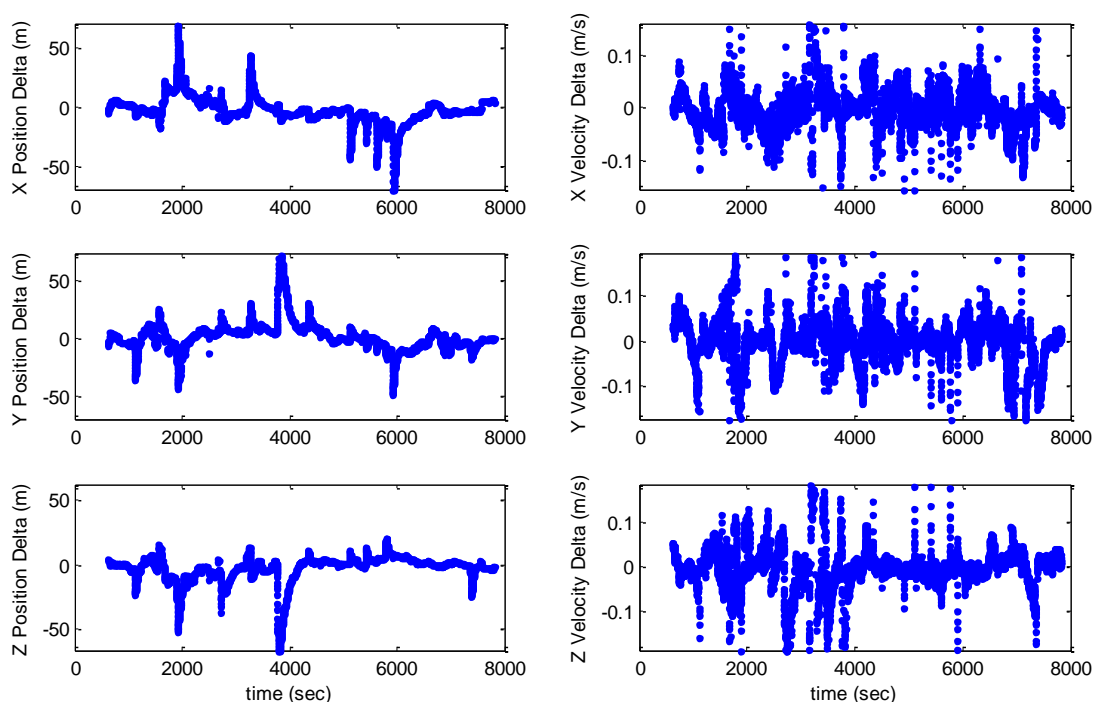 X Position Delta (m)
50
0
-50
0 2000 4000 6000 8000
X Velocity Delta (m/s)
0.1
0
-0.1
0 2000 4000 6000 8000
Y Position Delta (m)
50
0
-50
0 2000 4000 6000 8000
Y Velocity Delta (m/s)
0.1
0
-0.1
0 2000 4000 6000 8000
Z Position Delta (m)
50
0
-50
0 2000 4000 6000 8000
time (sec)
Z Velocity Delta (m/s)
0.1
0
-0.1
0 2000 4000 6000 8000
time (sec)